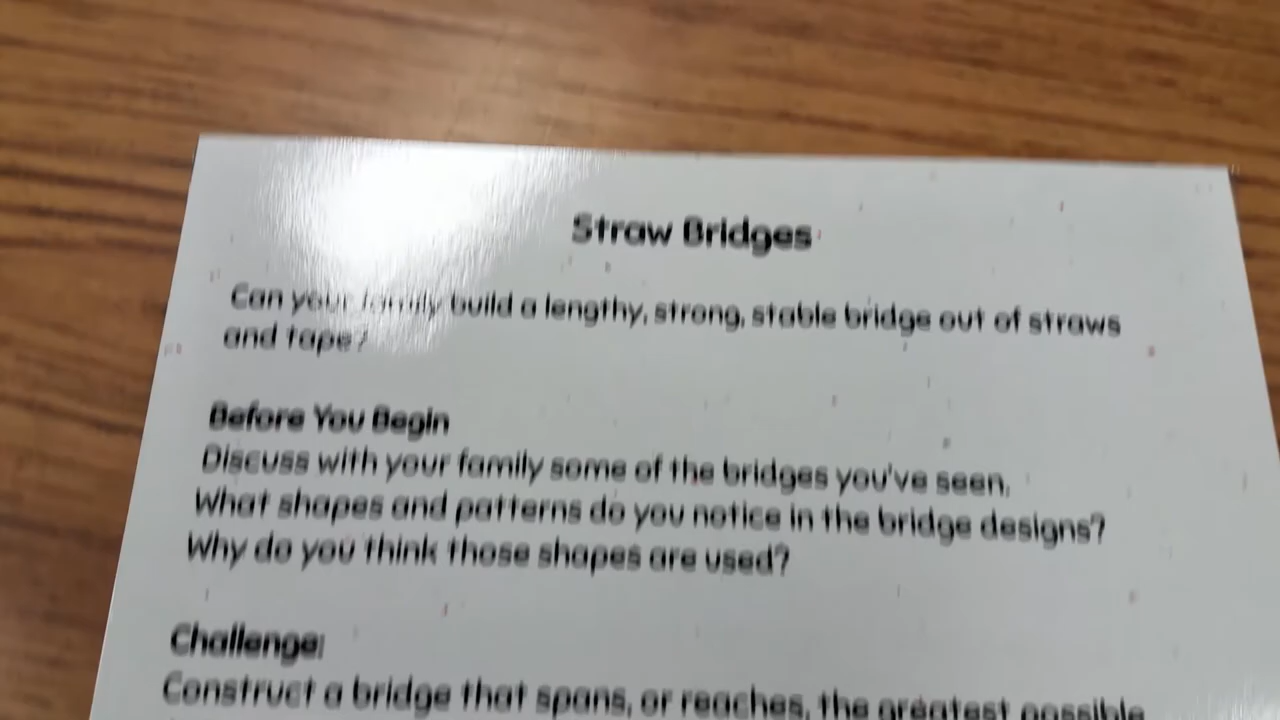 Straw Bridges
Can your family build a lengthy, strong, stable bridge out of straws
and tape?
Before You Begin
Discuss with your family some of the bridges you've seen.
What shapes and patterns do you notice in the bridge designs?
Why do you think those shapes are used?
Challenge:
Construct a bridge that spans, or reaches, the greatest possible